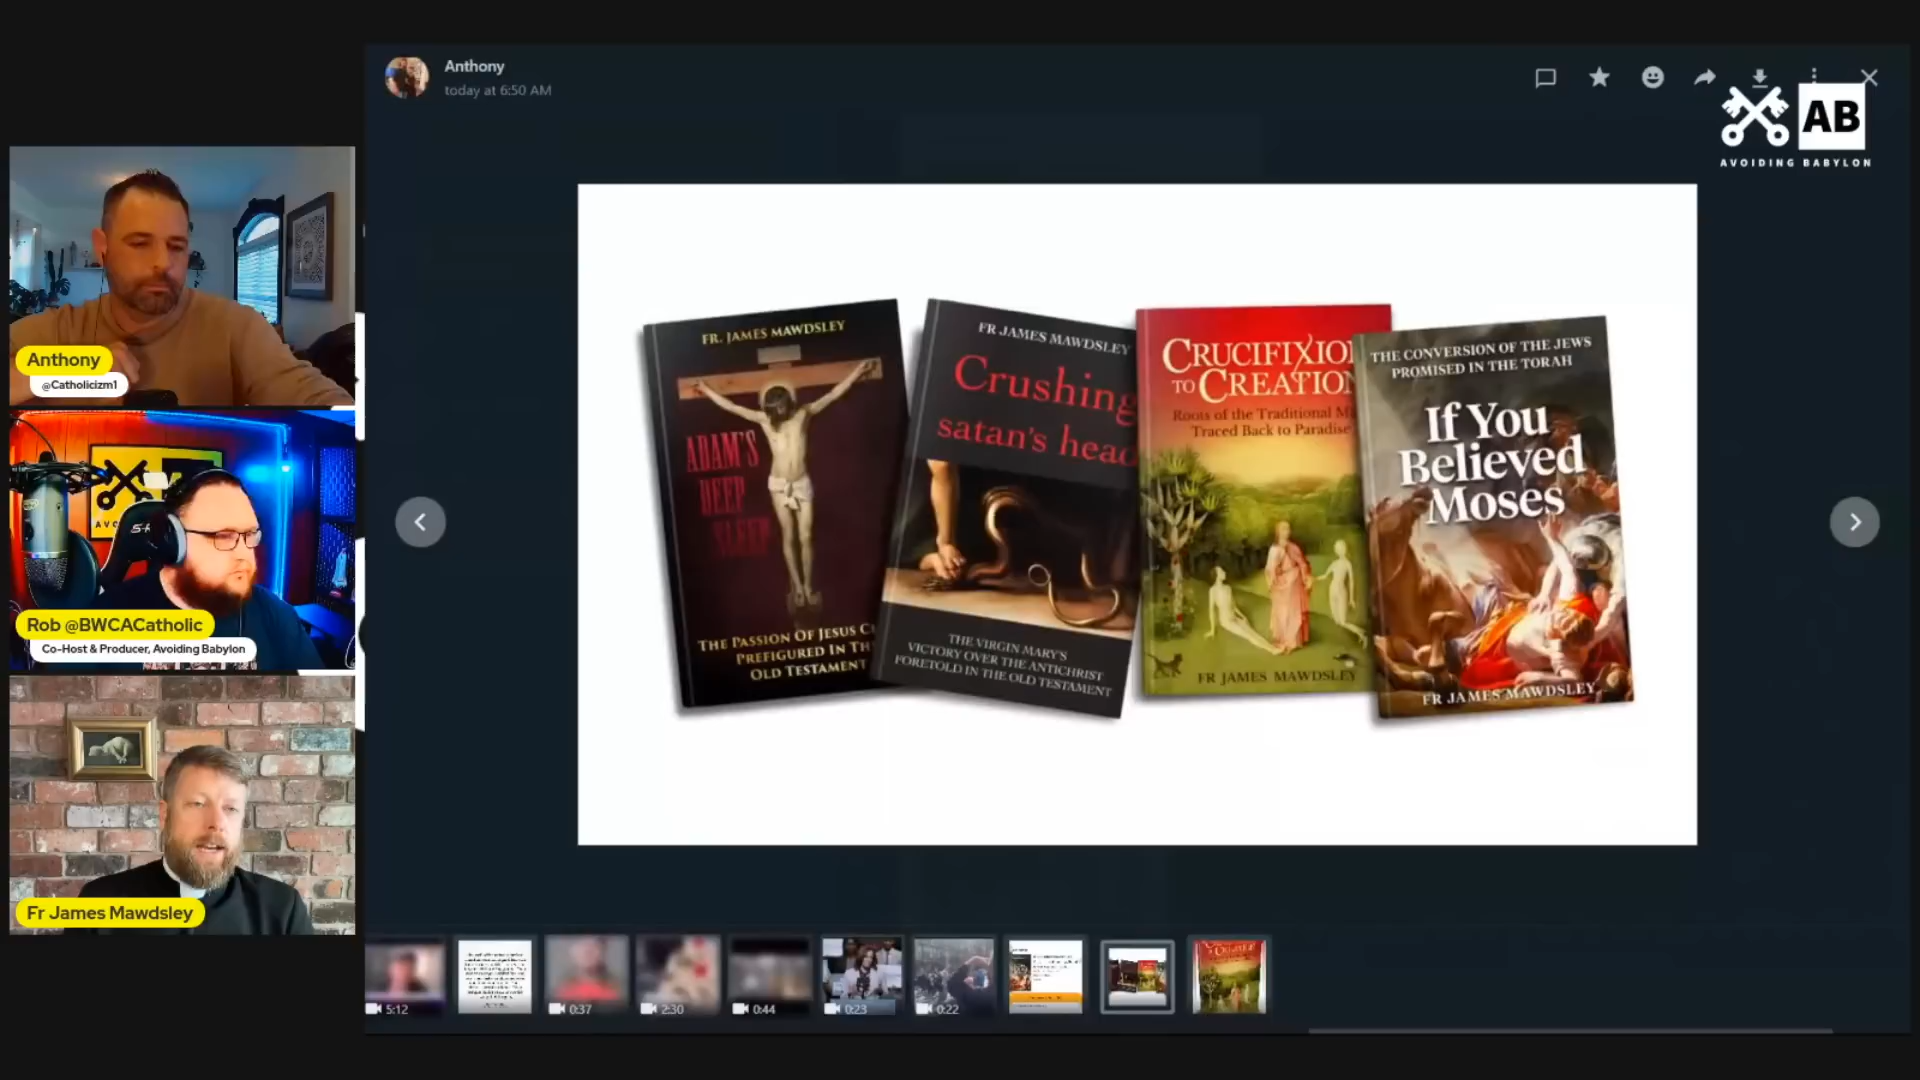 Anthony
today at 6:50 AM
AB
AVOIDING BABYLON
Anthony
@Catholicizm1
Rob @BWCACatholic
Co-Host & Producer, Avoiding Babylon
Fr James Mawdsley
FR. JAMES MAWDSLEY
ADAM'S
DEEP
SLEEP
THE PASSION OF JESUS C
PREFIGURED IN TH
OLD TESTAMENT
FR JAMES MAWDSLEY
Crushing
satan's head
THE VIRGIN MARY'S
VICTORY OVER THE ANTICHRIST
FORETOLD IN THE OLD TESTAMENT
CRUCIFIXION
TO CREATION
Roots of the Traditional Ma
Traced Back to Paradise
FR JAMES MAWDSLEY
THE CONVERSION OF THE JEWS
PROMISED IN THE TORAH
If You
Believed
Moses
FR JAMES MAWDSLEY
5:12
0:37
2:30
0:44
0:23
0:22